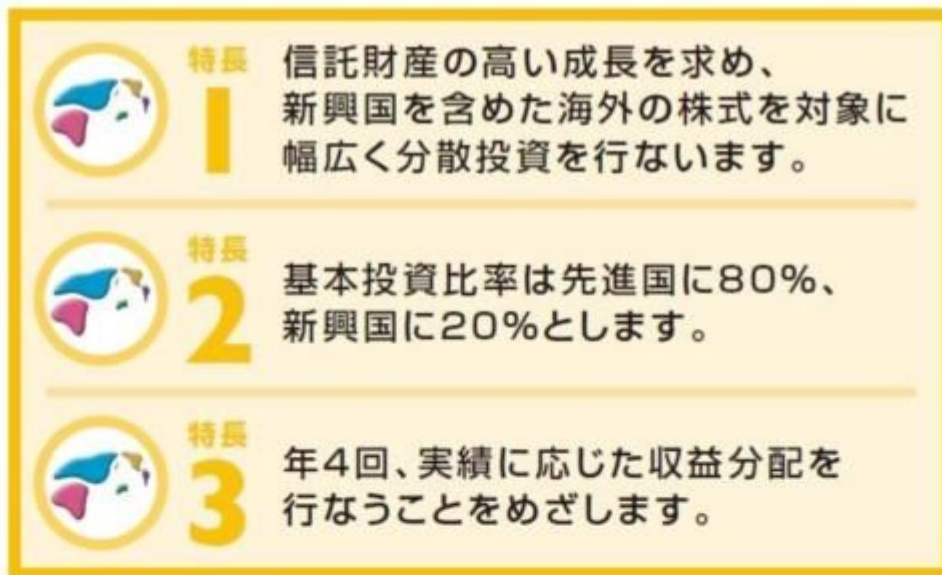 特長
1
信託財産の高い成長を求め、
新興国を含めた海外の株式を対象に
幅広く分散投資を行ないます。
特長
2
基本投資比率は先進国に80%、
新興国に20%とします。
特長
3
年4回、実績に応じた収益分配を
行なうことをめざします。